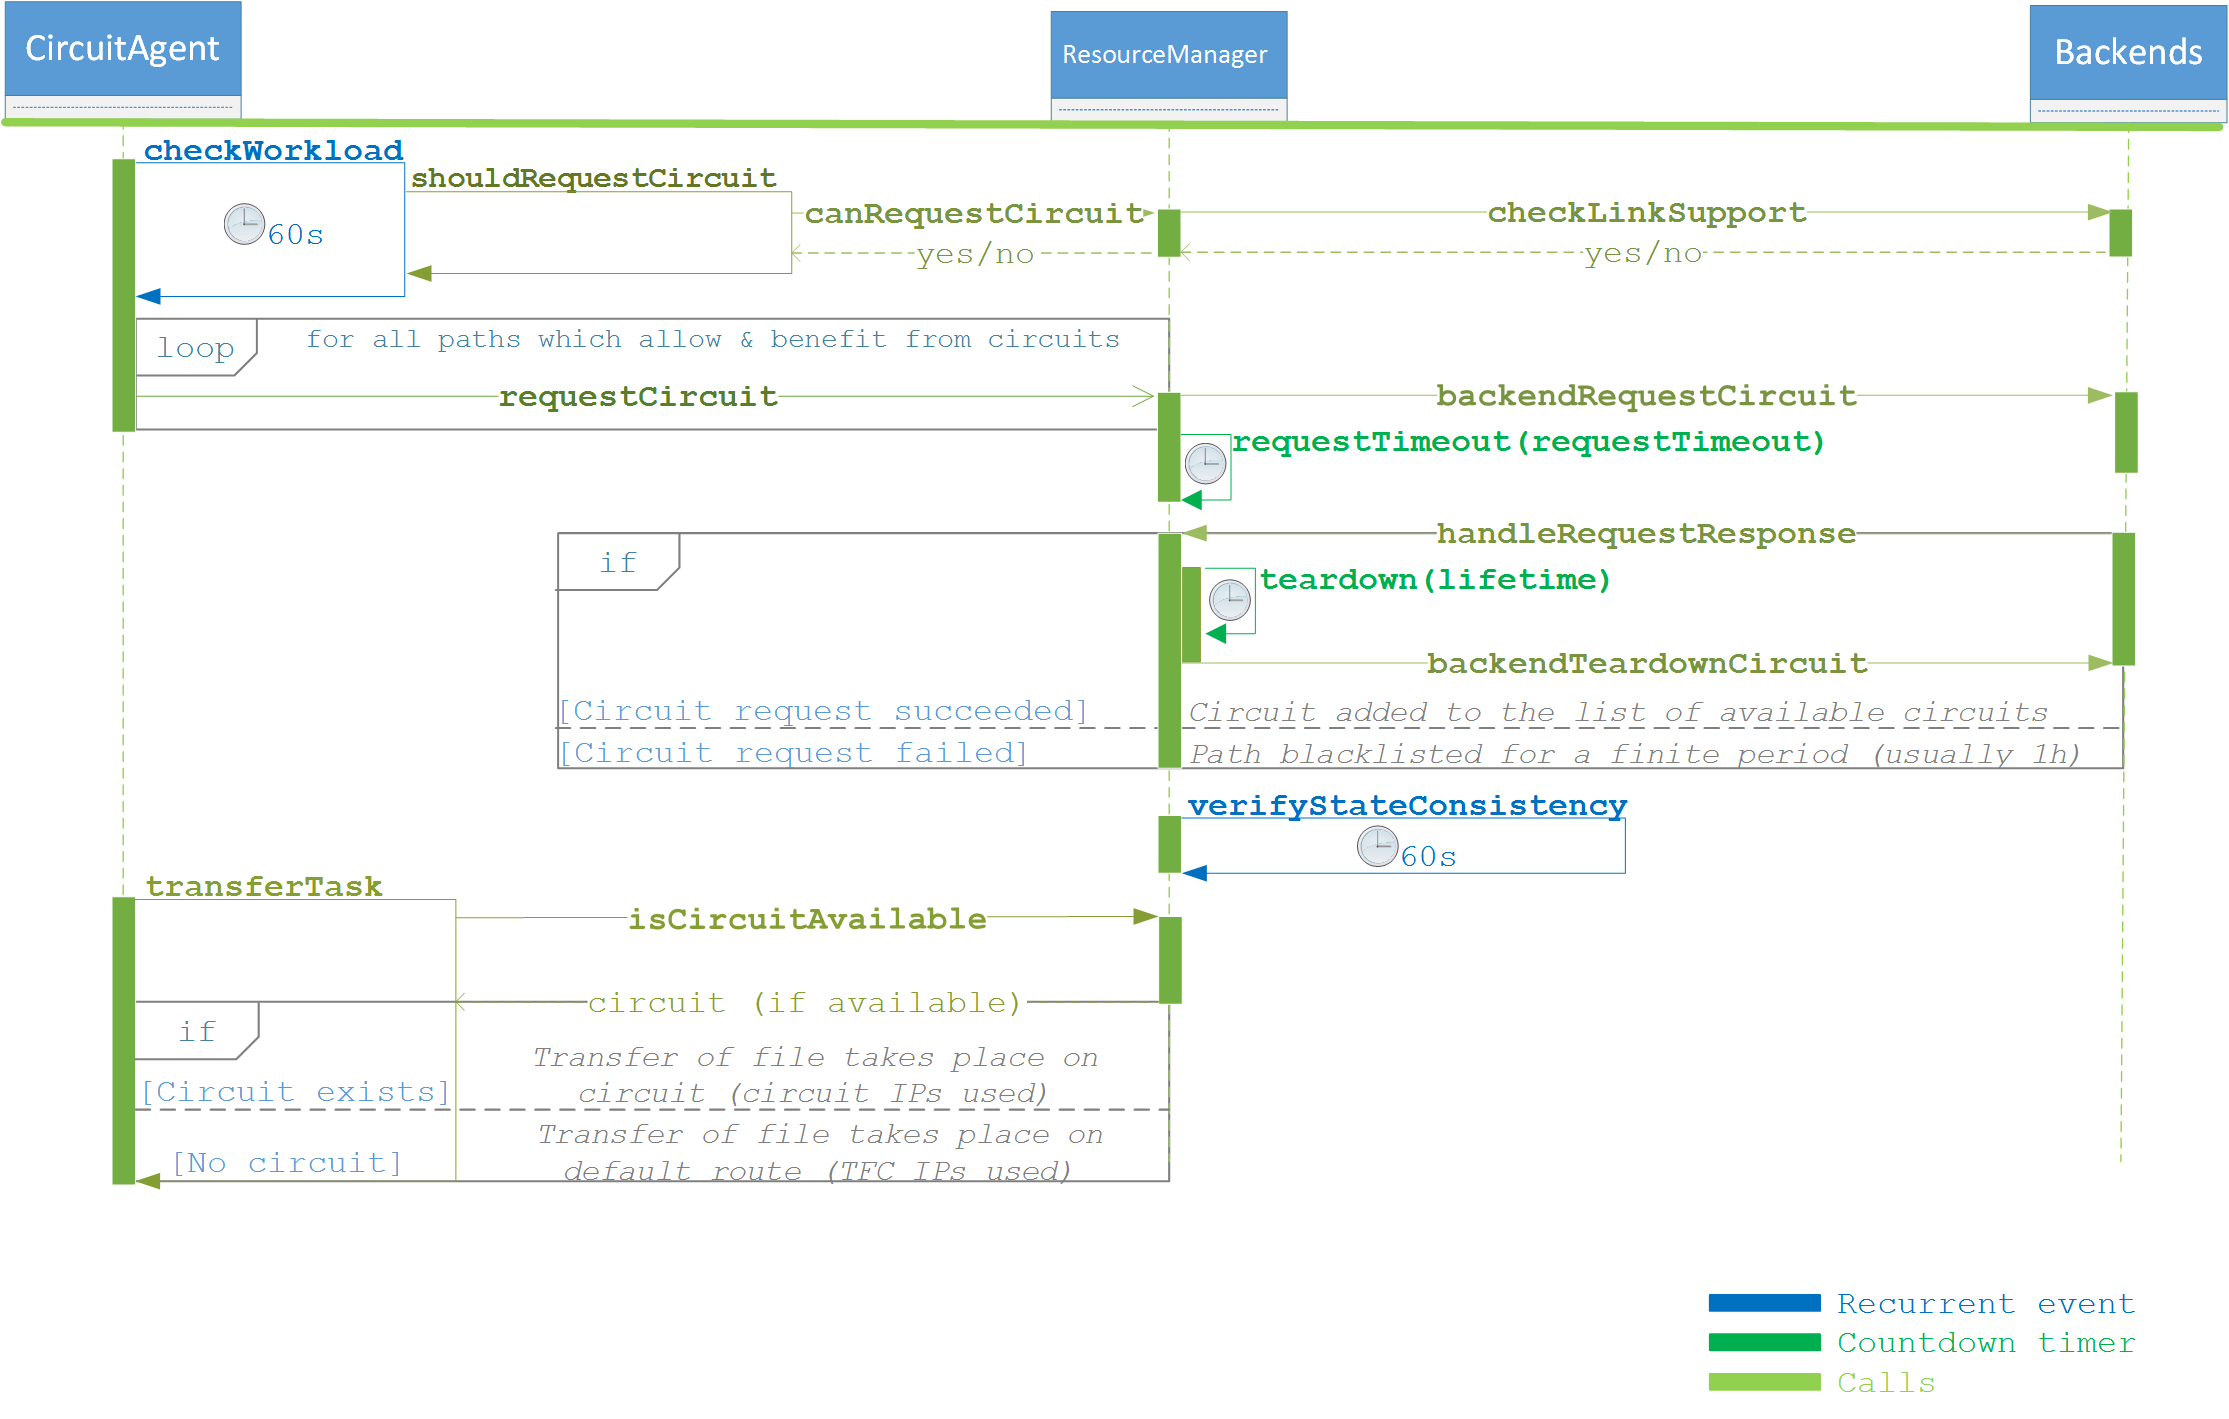 CircuitAgent
ResourceManager
Backends
checkWorkload
shouldRequestCircuit
canRequestCircuit
checkLinkSupport
60s
yes/no
yes/no
loop
for all paths which allow & benefit from circuits
requestCircuit
backendRequestCircuit
requestTimeout(requestTimeout)
handleRequestResponse
if
teardown(lifetime)
backendTeardownCircuit
[Circuit request succeeded]
Circuit added to the list of available circuits
[Circuit request failed]
Path blacklisted for a finite period (usually 1h)
verifyStateConsistency
60s
transferTask
isCircuitAvailable
circuit (if available)
if
Transfer of file takes place on
circuit (circuit IPs used)
[Circuit exists]
Transfer of file takes place on
default route (TFC IPs used)
[No circuit]
Recurrent event
Countdown timer
Calls